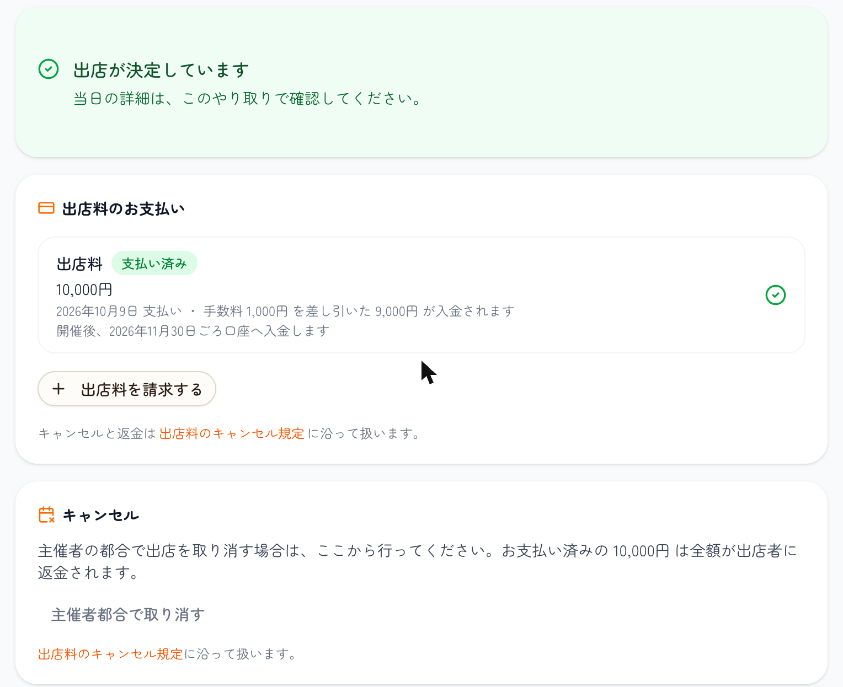 出店が決定しています
当日の詳細は、このやり取りで確認してください。
出店料のお支払い
出店料 支払い済み
10,000円
2026年10月9日 支払い ・ 手数料 1,000円 を差し引いた 9,000円 が入金されます
開催後、2026年11月30日ごろ口座へ入金します
+ 出店料を請求する
キャンセルと返金は 出店料のキャンセル規定 に沿って扱います。
キャンセル
主催者の都合で出店を取り消す場合は、ここから行ってください。お支払い済みの 10,000円 は全額が出店者に
返金されます。
主催者都合で取り消す
出店料のキャンセル規定に沿って扱います。